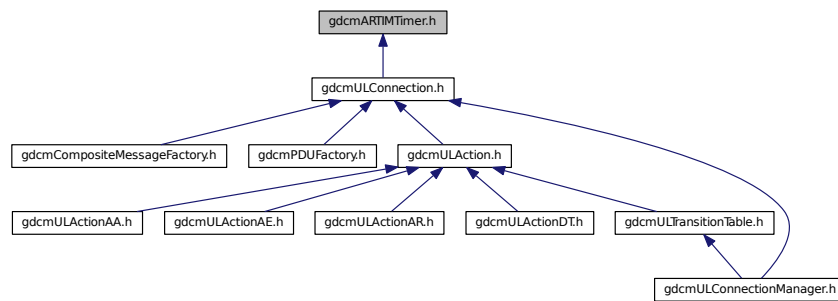 gdcmARTIMTimer.h
gdcmULConnection.h
gdcmCompositeMessageFactory.h
gdcmPDUFactory.h
gdcmULAction.h
gdcmULActionAA.h
gdcmULActionAE.h
gdcmULActionAR.h
gdcmULActionDT.h
gdcmULTransitionTable.h
gdcmULConnectionManager.h